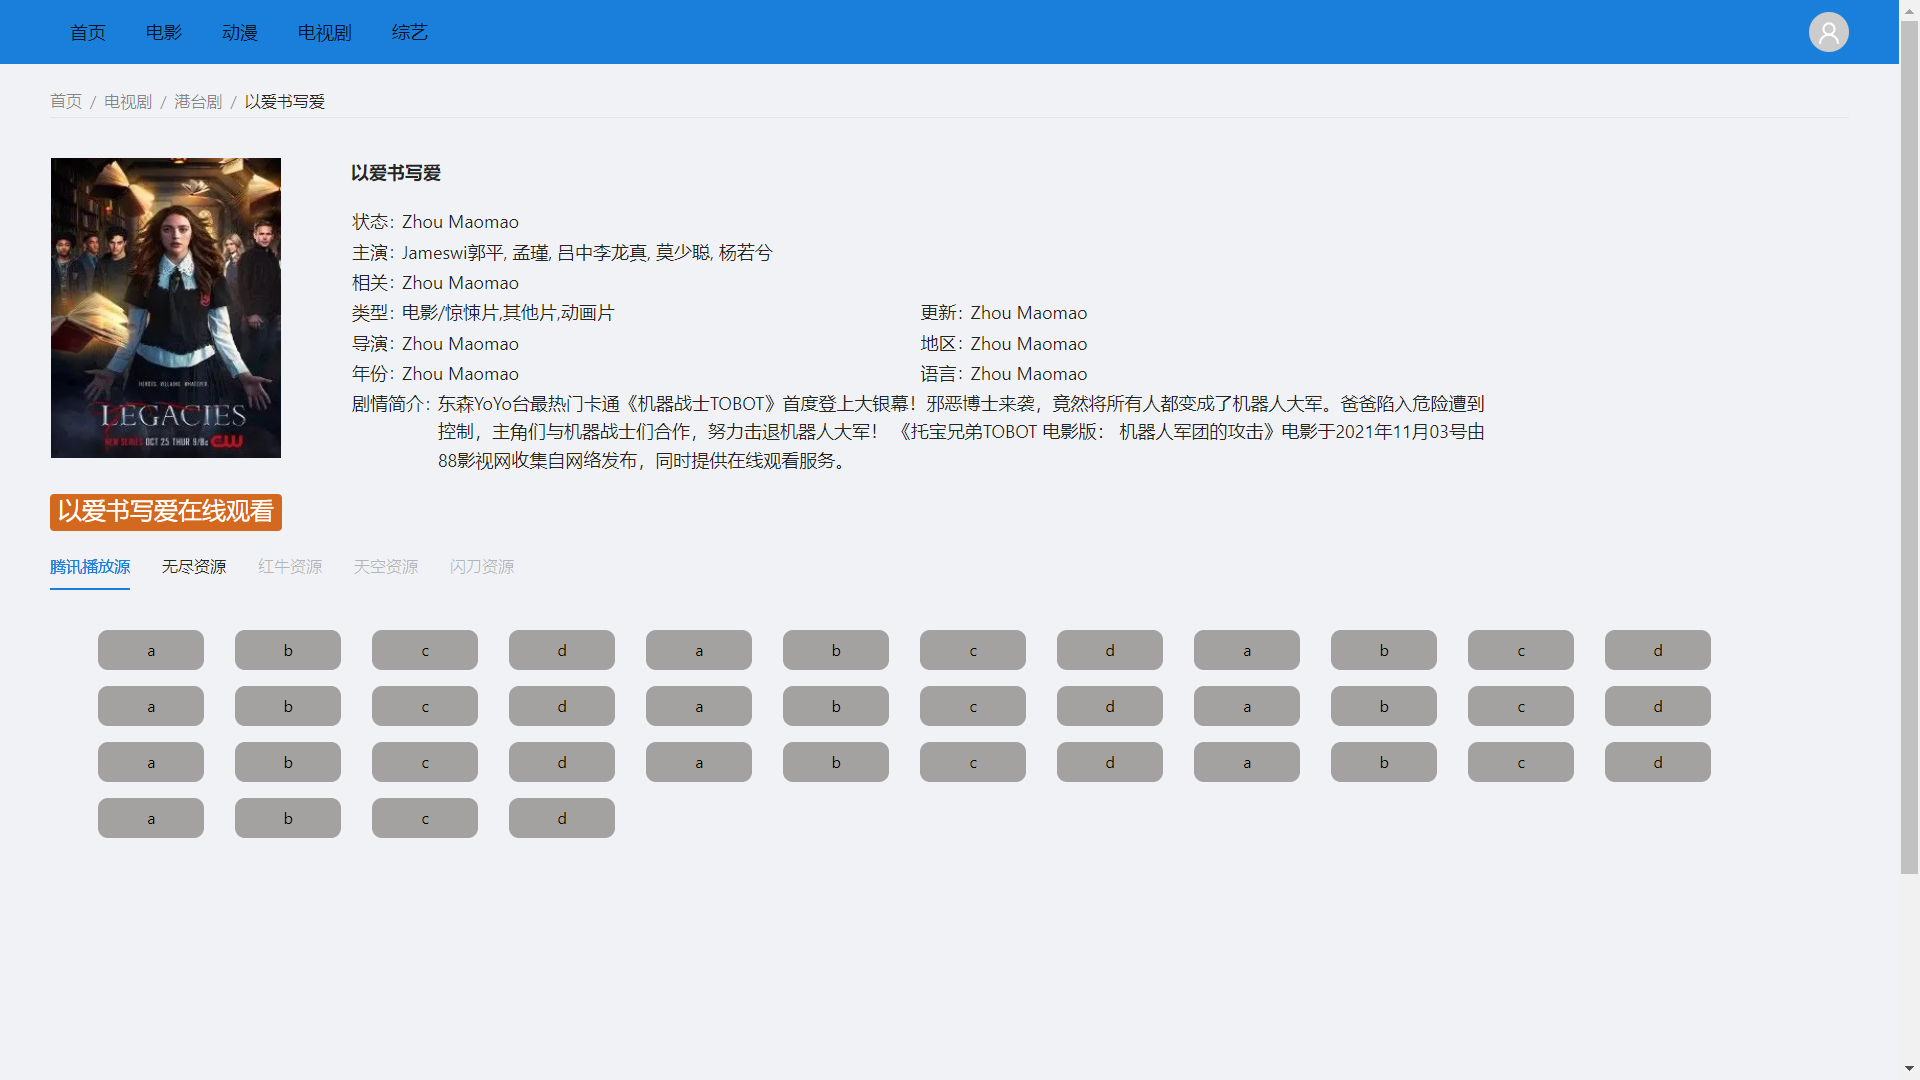 首页 电影 动漫 电视剧 综艺
首页 / 电视剧 / 港台剧 / 以爱书写爱
以爱书写爱
状态：Zhou Maomao
主演：Jameswi郭平, 孟瑾, 吕中李龙真, 莫少聪, 杨若兮
相关：Zhou Maomao
类型：电影/惊悚片,其他片,动画片 更新：Zhou Maomao
导演：Zhou Maomao 地区：Zhou Maomao
年份：Zhou Maomao 语言：Zhou Maomao
剧情简介：东森YoYo台最热门卡通《机器战士TOBOT》首度登上大银幕！邪恶博士来袭，竟然将所有人都变成了机器人大军。爸爸陷入危险遭到
控制，主角们与机器战士们合作，努力击退机器人大军！ 《托宝兄弟TOBOT 电影版： 机器人军团的攻击》电影于2021年11月03号由
88影视网收集自网络发布，同时提供在线观看服务。
LEGACIES
NEW SERIES OCT 25 THUR 9/8c CW
以爱书写爱在线观看
腾讯播放源 无尽资源 红牛资源 天空资源 闪刀资源
a b c d a b c d a b c d
a b c d a b c d a b c d
a b c d a b c d a b c d
a b c d